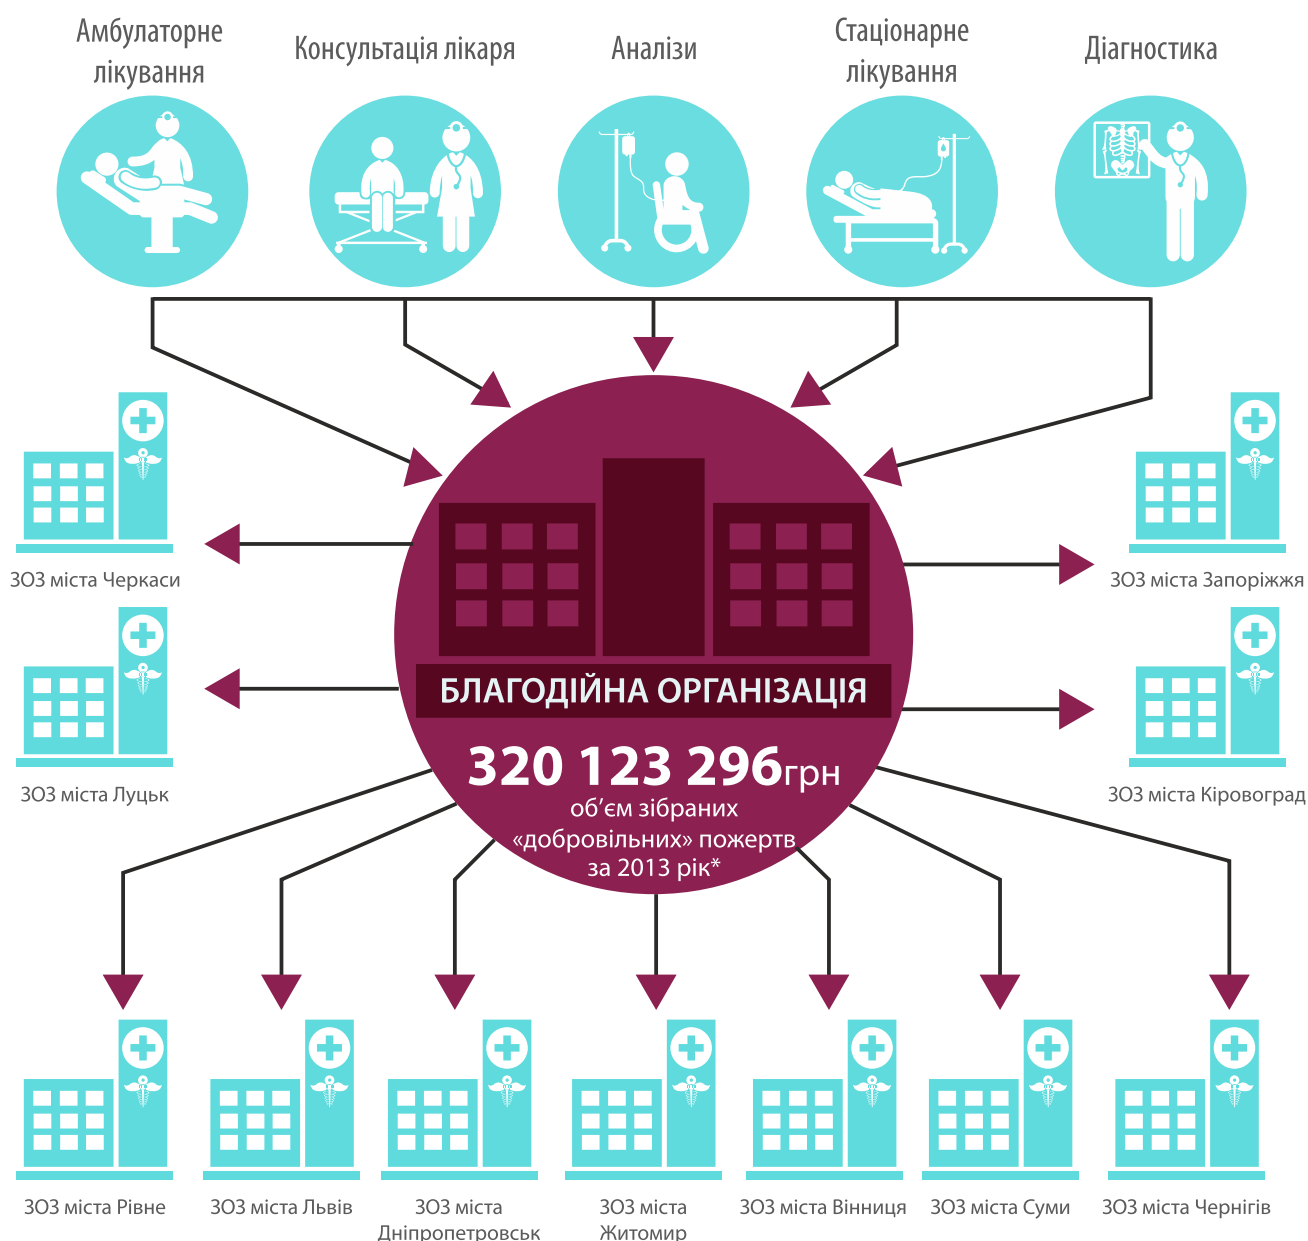 Амбулаторне
лікування
Консультація лікаря
Аналізи
Стаціонарне
лікування
Діагностика
ЗОЗ міста Черкаси
ЗОЗ міста Запоріжжя
ЗОЗ міста Луцьк
ЗОЗ міста Кіровоград
БЛАГОДІЙНА ОРГАНІЗАЦІЯ
320 123 296грн
об’єм зібраних
«добровільних» пожертв
за 2013 рік*
ЗОЗ міста Рівне
ЗОЗ міста Львів
ЗОЗ міста
Дніпропетровськ
ЗОЗ міста
Житомир
ЗОЗ міста Вінниця
ЗОЗ міста Суми
ЗОЗ міста Чернігів